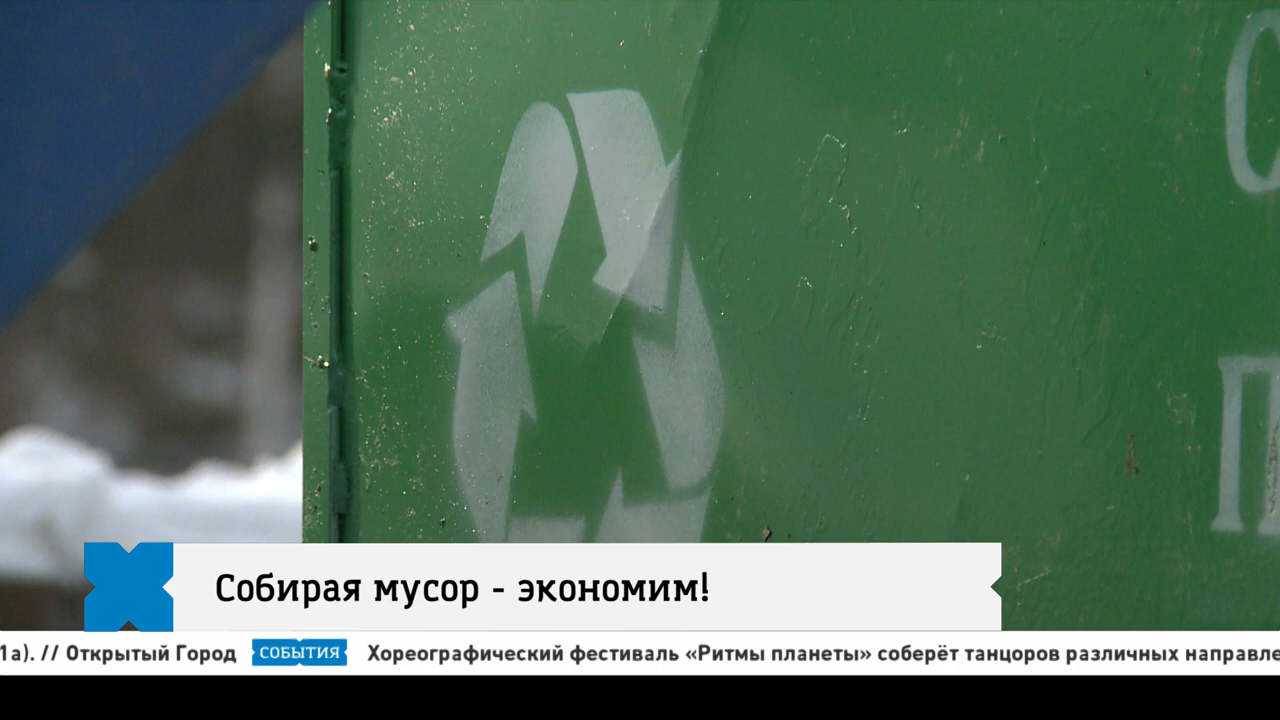 С
П
Собирая мусор - экономим!
1а). // Открытый Город СОБЫТИЯ Хореографический фестиваль «Ритмы планеты» соберёт танцоров различных направле